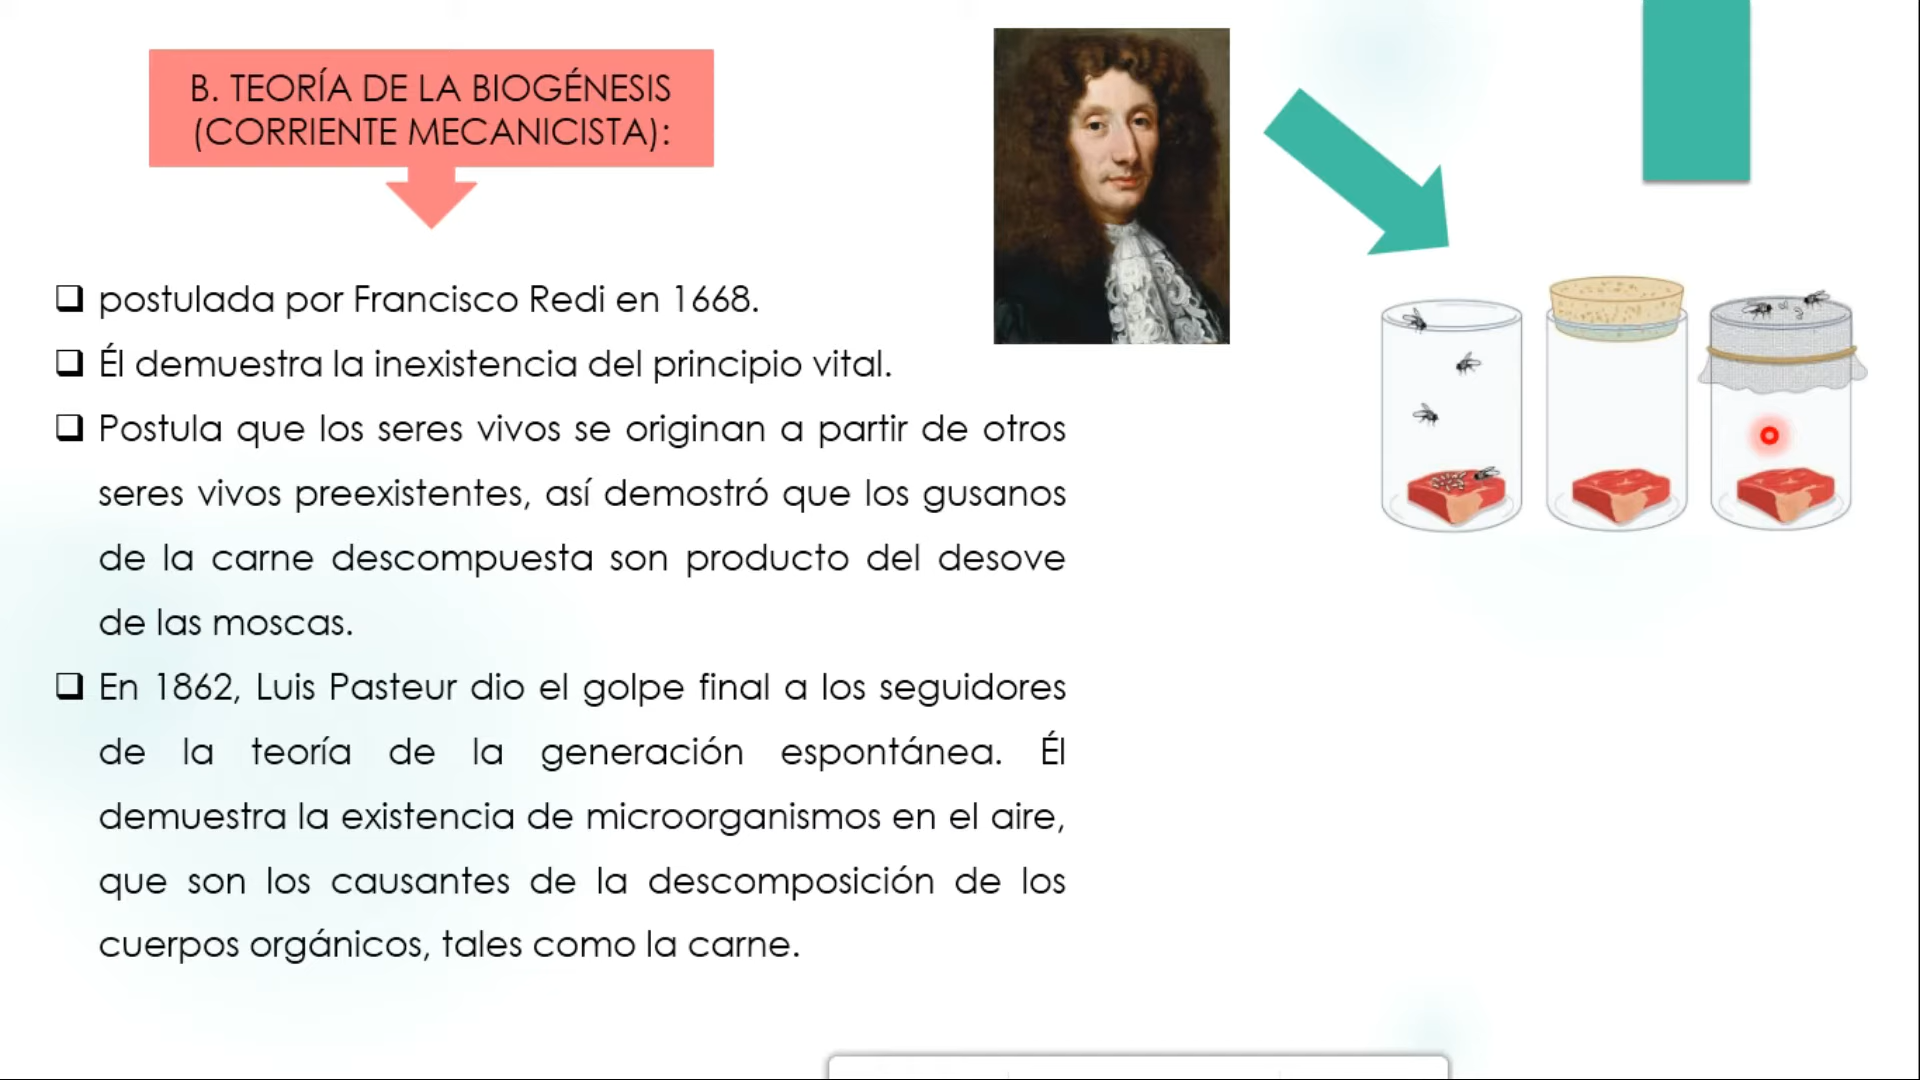 B. TEORÍA DE LA BIOGÉNESIS
(CORRIENTE MECANICISTA):
❑ postulada por Francisco Redi en 1668.
❑ Él demuestra la inexistencia del principio vital.
❑ Postula que los seres vivos se originan a partir de otros
seres vivos preexistentes, así demostró que los gusanos
de la carne descompuesta son producto del desove
de las moscas.
❑ En 1862, Luis Pasteur dio el golpe final a los seguidores
de la teoría de la generación espontánea. Él
demuestra la existencia de microorganismos en el aire,
que son los causantes de la descomposición de los
cuerpos orgánicos, tales como la carne.